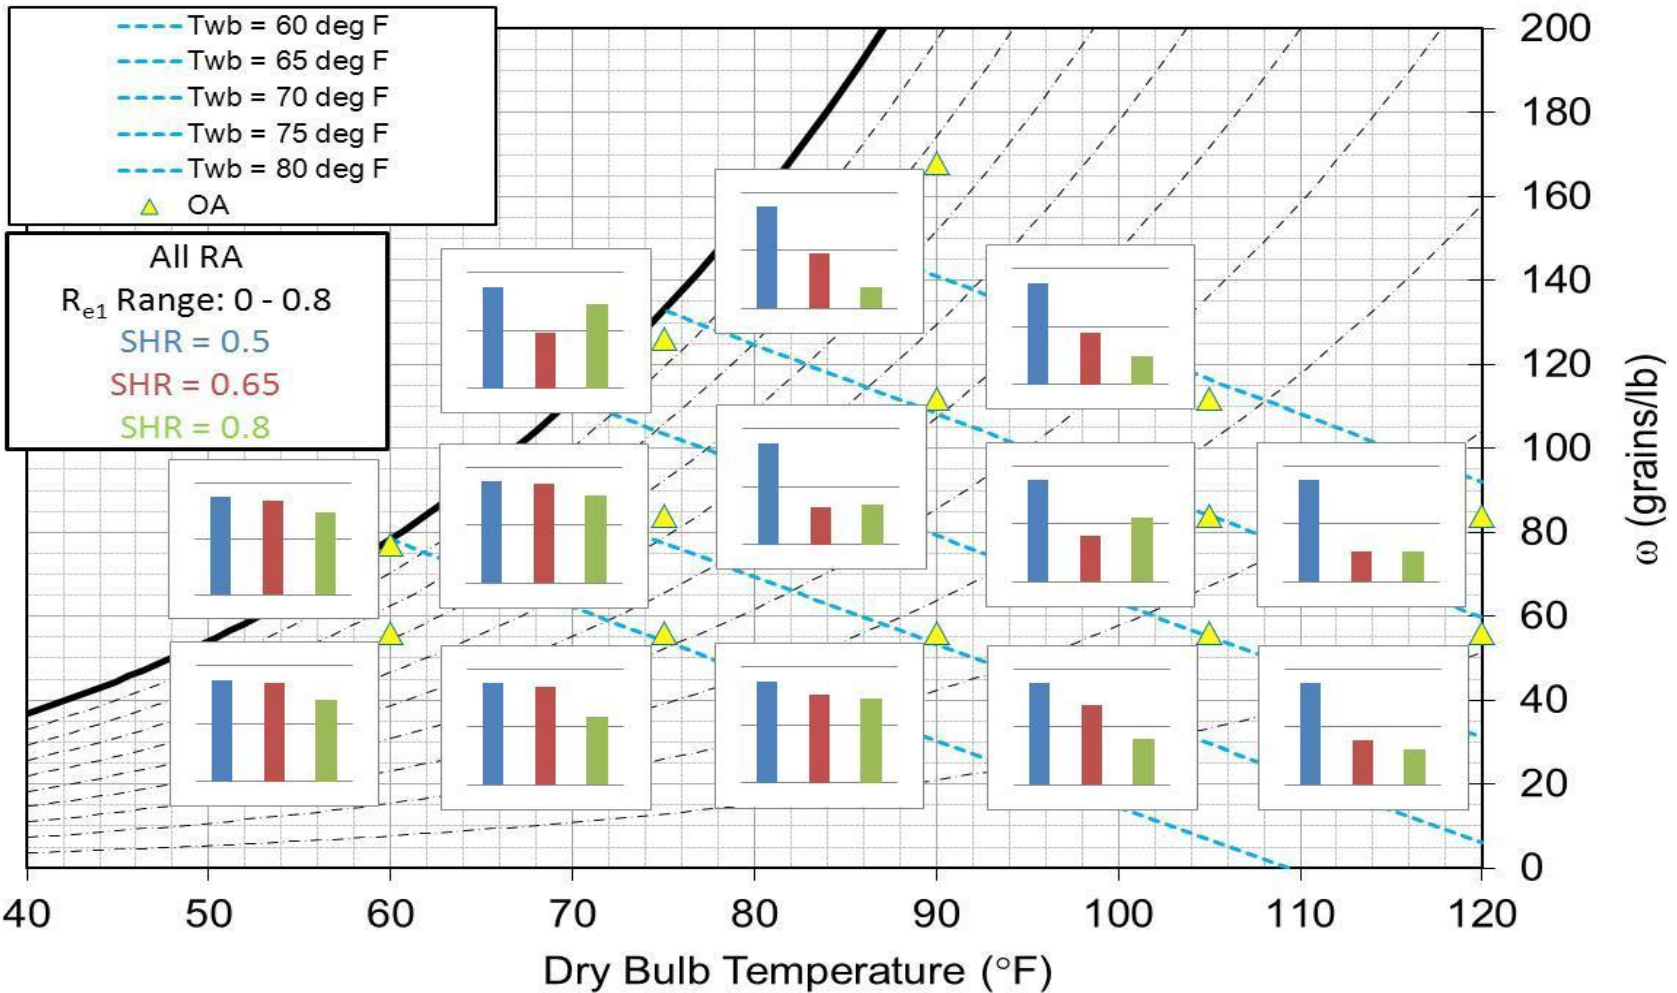 Twb = 60 deg F
Twb = 65 deg F
Twb = 70 deg F
Twb = 75 deg F
Twb = 80 deg F
OA
All RA
Re1 Range: 0 - 0.8
SHR = 0.5
SHR = 0.65
SHR = 0.8
200
180
160
140
120
100
80
60
40
20
0
ω (grains/lb)
40 50 60 70 80 90 100 110 120
Dry Bulb Temperature (°F)